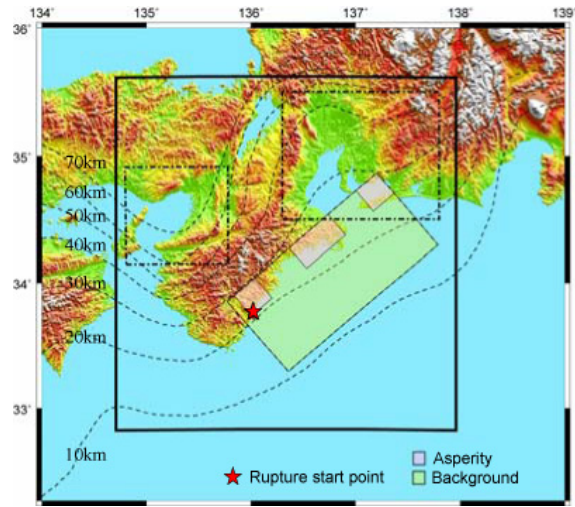 134° 135° 136° 137° 138° 139°
36°
35°
70km
60km
50km
40km
34°
30km
20km
33°
10km
Asperity
Rupture start point
Background